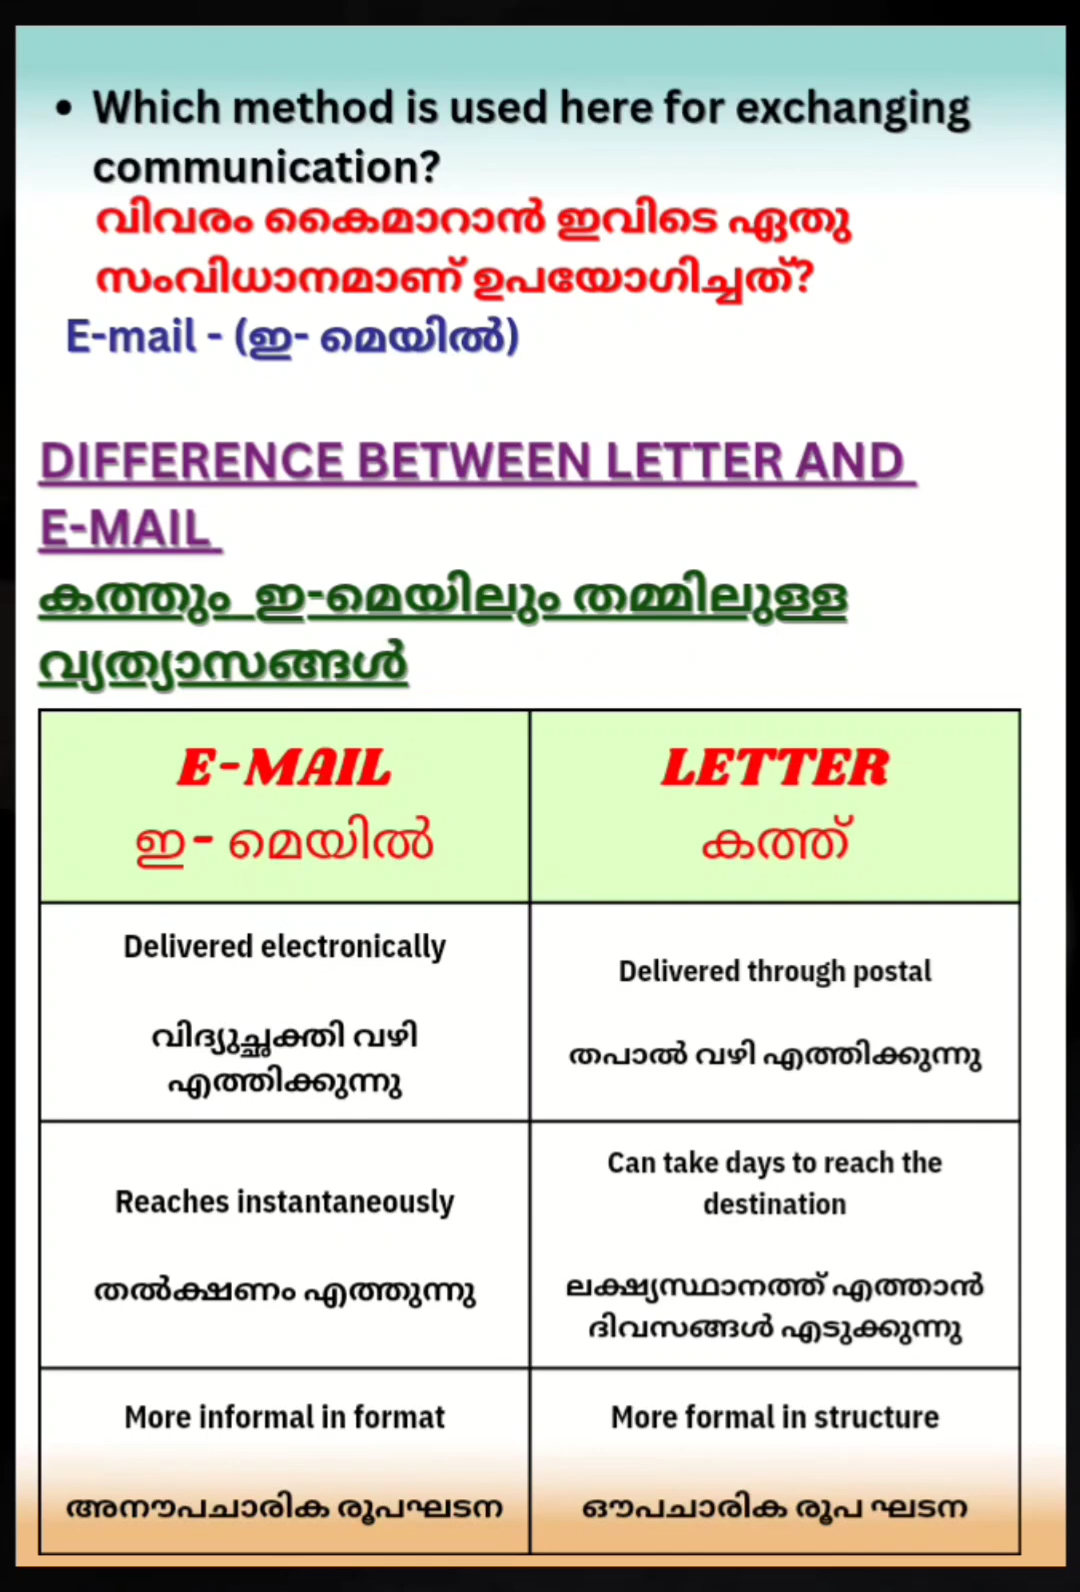 • Which method is used here for exchanging
communication?
വിവരം കൈമാറാൻ ഇവിടെ ഏതു
സംവിധാനമാണ് ഉപയോഗിച്ചത്?
E-mail - (ഇ- മെയിൽ)
DIFFERENCE BETWEEN LETTER AND
E-MAIL
കത്തും ഇ-മെയിലും തമ്മിലുള്ള
വ്യത്യാസങ്ങൾ
E-MAIL
ഇ- മെയിൽ
LETTER
കത്ത്
Delivered electronically
വിദ്യുച്ഛക്തി വഴി
എത്തിക്കുന്നു
Delivered through postal
തപാൽ വഴി എത്തിക്കുന്നു
Reaches instantaneously
തൽക്ഷണം എത്തുന്നു
Can take days to reach the
destination
ലക്ഷ്യസ്ഥാനത്ത് എത്താൻ
ദിവസങ്ങൾ എടുക്കുന്നു
More informal in format
അനൗപചാരിക രൂപഘടന
More formal in structure
ഔപചാരിക രൂപ ഘടന